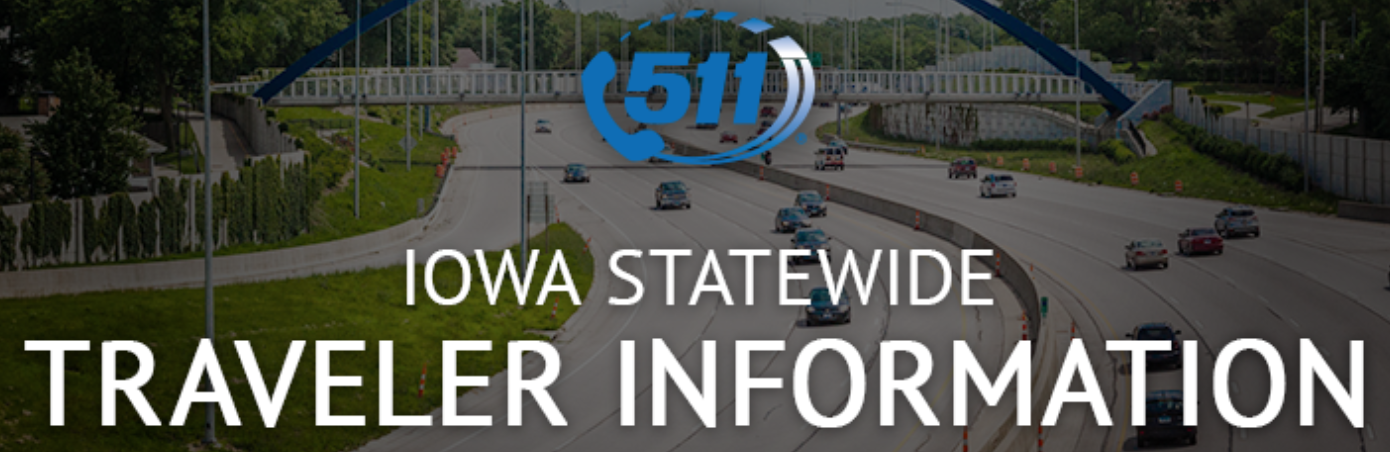 511
IOWA STATEWIDE
TRAVELER INFORMATION